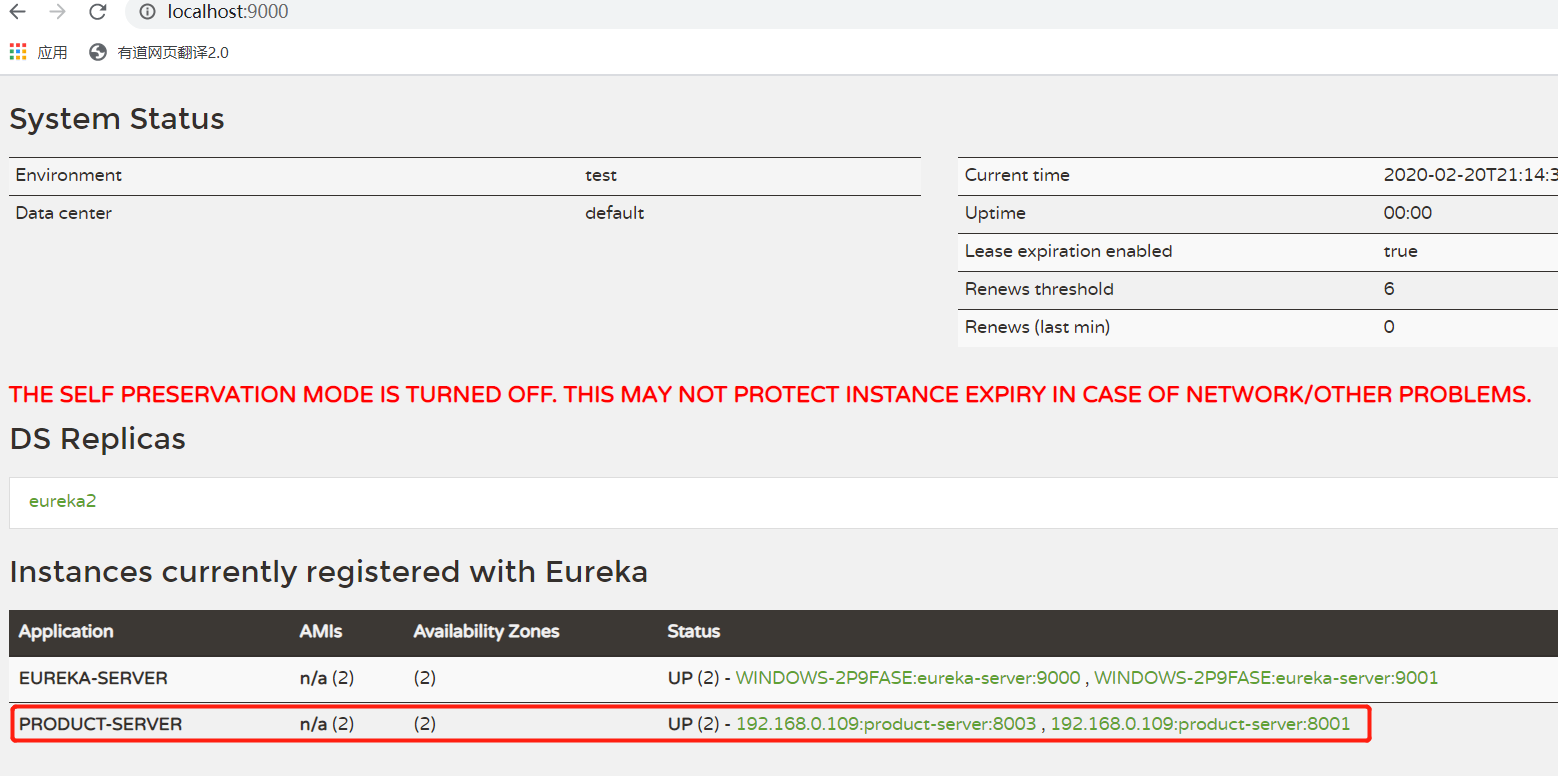 localhost:9000
应用 有道网页翻译2.0
System Status
Environment test
Data center default
Current time 2020-02-20T21:14:3
Uptime 00:00
Lease expiration enabled true
Renews threshold 6
Renews (last min) 0
THE SELF PRESERVATION MODE IS TURNED OFF. THIS MAY NOT PROTECT INSTANCE EXPIRY IN CASE OF NETWORK/OTHER PROBLEMS.
DS Replicas
eureka2
Instances currently registered with Eureka
Application AMIs Availability Zones Status
EUREKA-SERVER n/a (2) (2) UP (2) - WINDOWS-2P9FASE:eureka-server:9000 , WINDOWS-2P9FASE:eureka-server:9001
PRODUCT-SERVER n/a (2) (2) UP (2) - 192.168.0.109:product-server:8003 , 192.168.0.109:product-server:8001